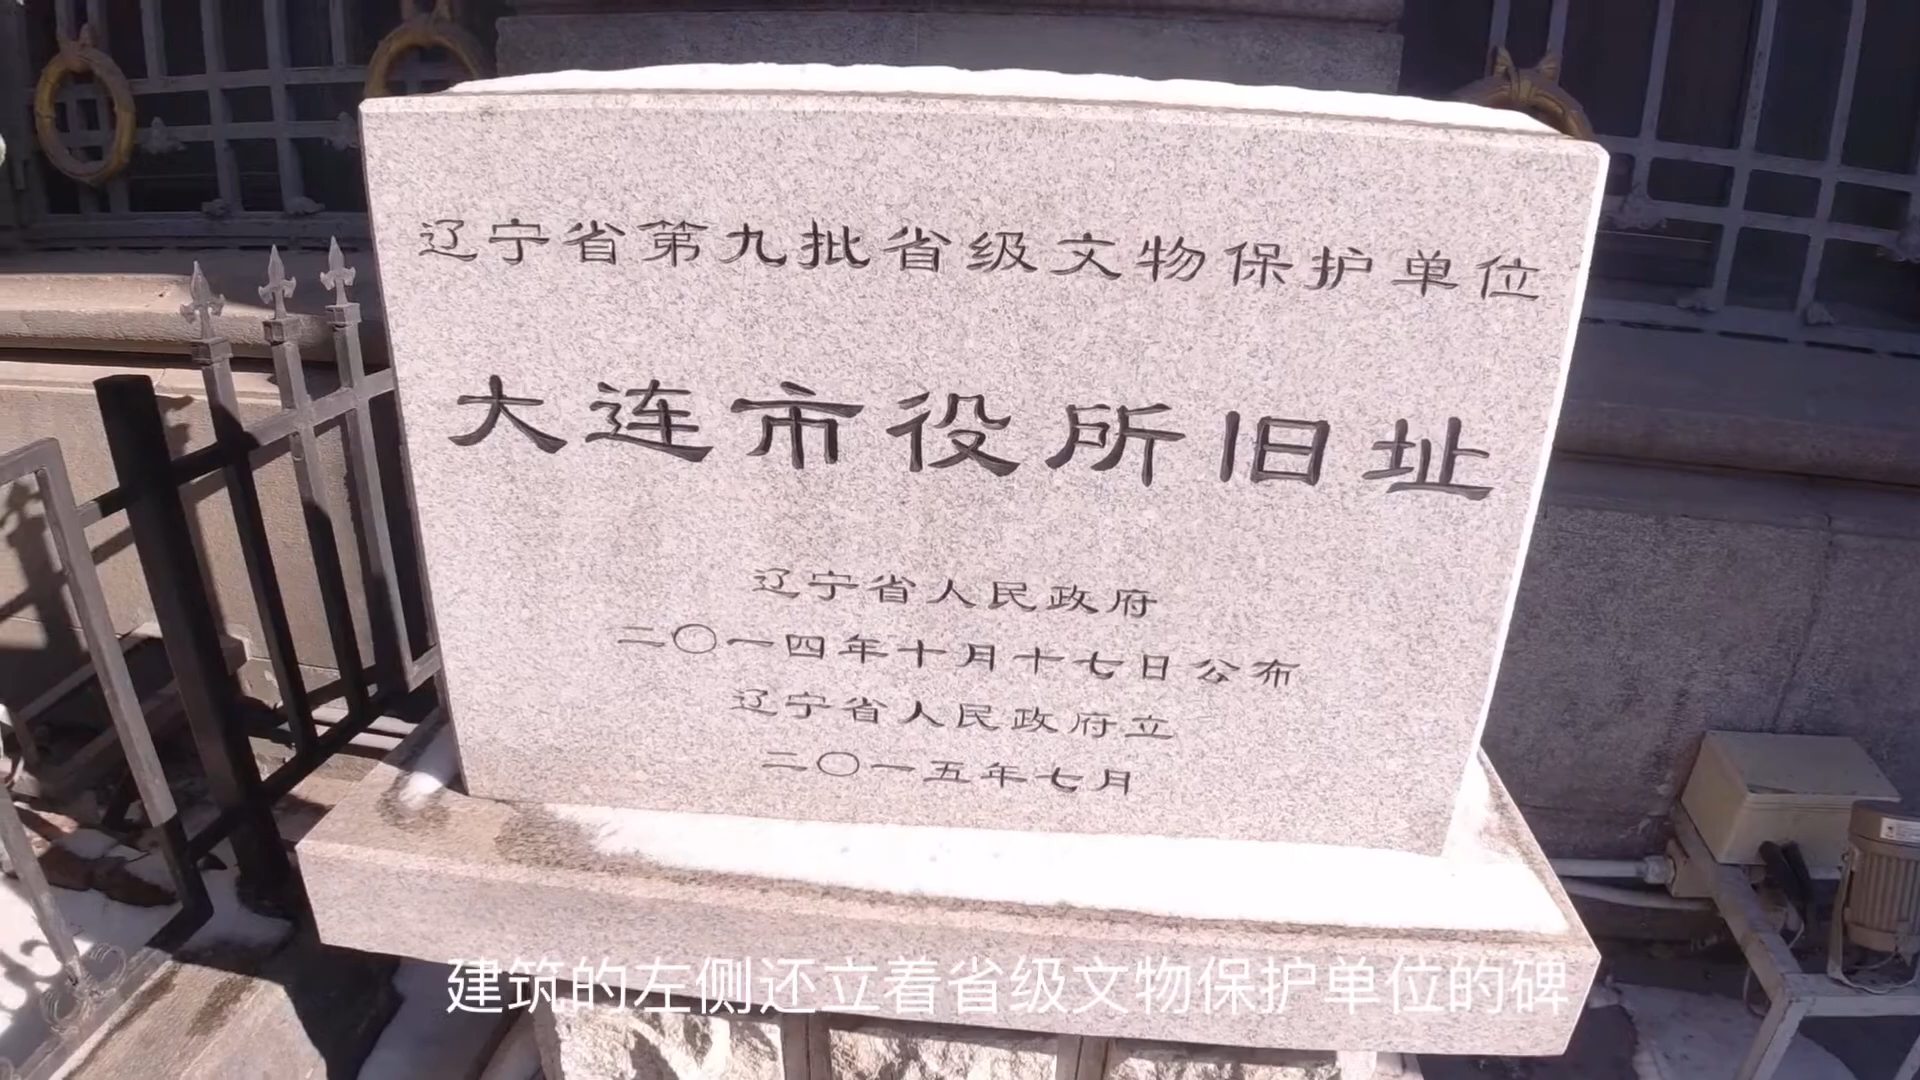 辽宁省第九批省级文物保护单位
大连市役所旧址
辽宁省人民政府
二〇一四年十月十七日公布
辽宁省人民政府立
二〇一五年七月
建筑的左侧还立着省级文物保护单位的碑